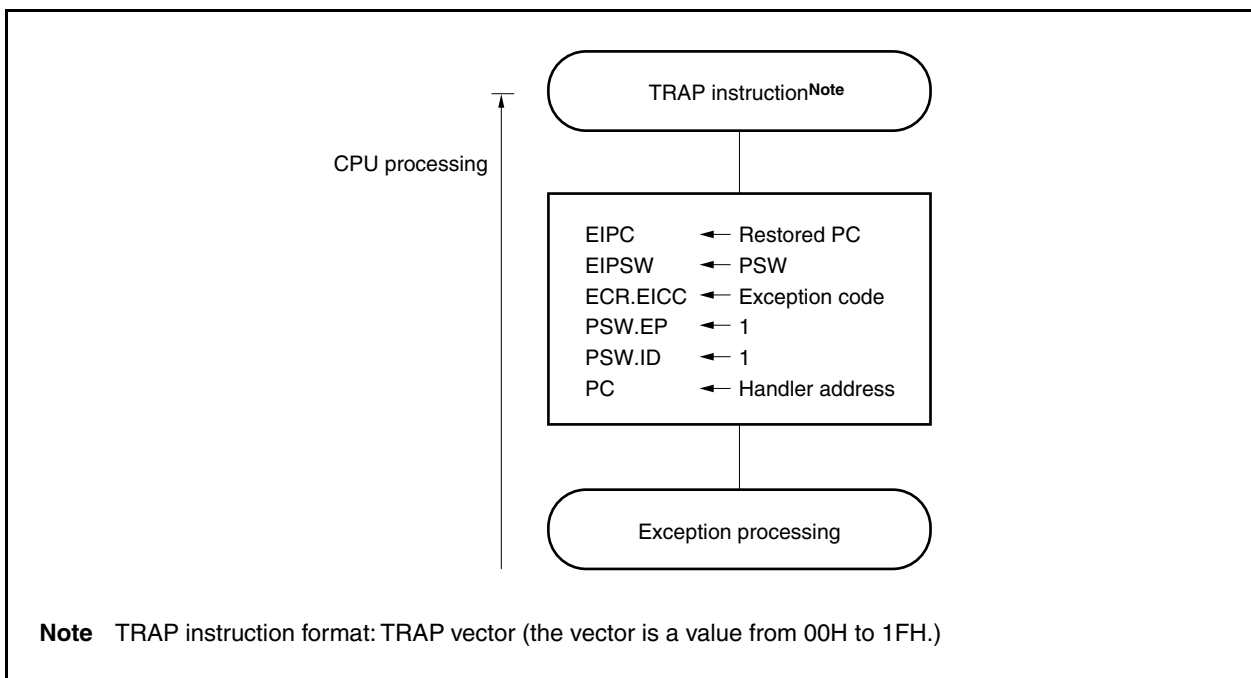 TRAP instructionNote
CPU processing
EIPC ← Restored PC
EIPSW ← PSW
ECR.EICC ← Exception code
PSW.EP ← 1
PSW.ID ← 1
PC ← Handler address
Exception processing
Note TRAP instruction format: TRAP vector (the vector is a value from 00H to 1FH.)